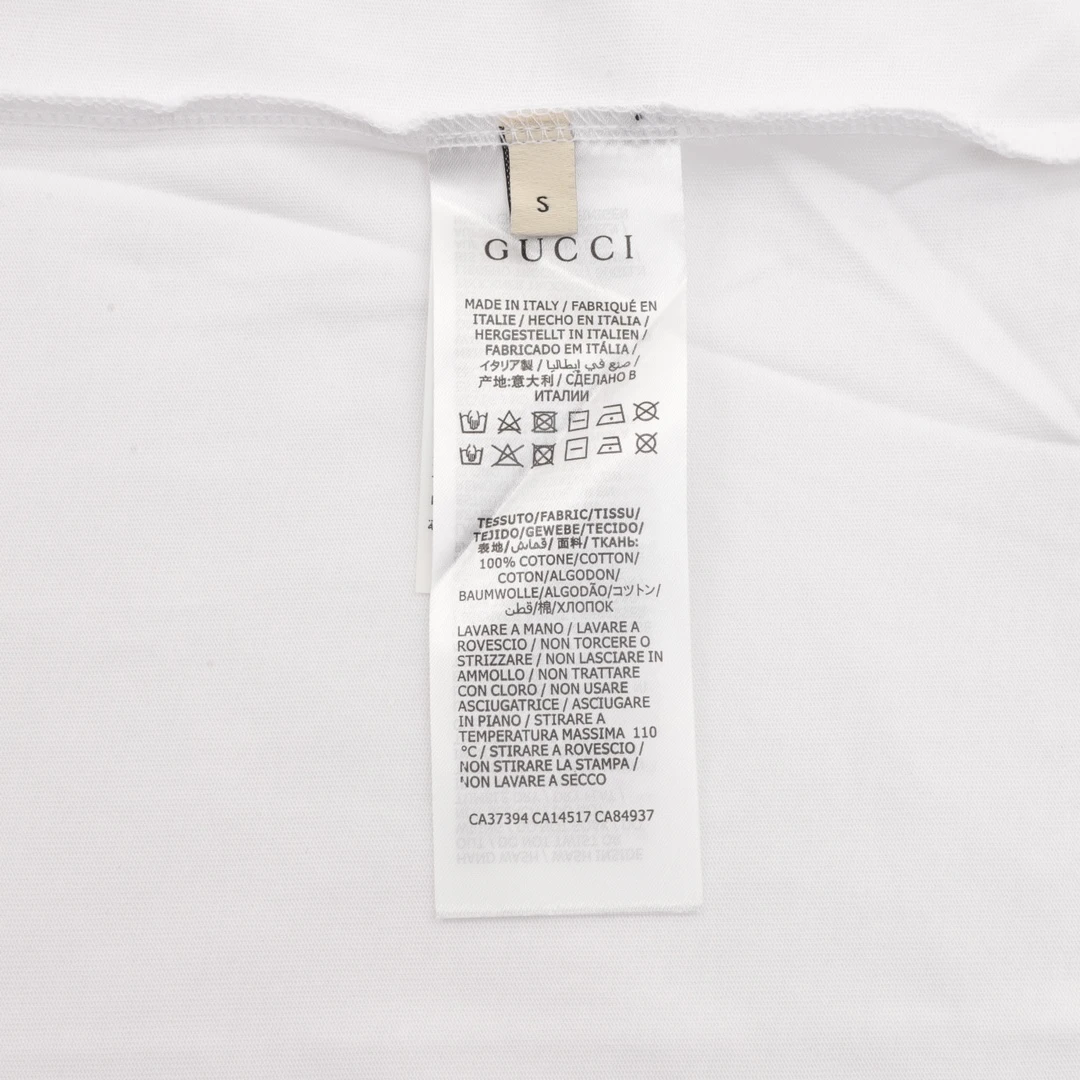 S
GUCCI
MADE IN ITALY / FABRIQUÉ EN
ITALIE / HECHO EN ITALIA /
HERGESTELLT IN ITALIEN /
FABRICADO EM ITÁLIA /
イタリア製 / صنع في إيطاليا /
产地:意大利 / СДЕЛАНО В
ИТАЛИИ
TESSUTO/FABRIC/TISSU/
TEJIDO/GEWEBE/TECIDO/
表地/قماش/ 面料/ ТКАНЬ:
100% COTONE/COTTON/
COTON/ALGODON/
BAUMWOLLE/ALGODÃO/コットン/
قطن/棉/ХЛОПОК
LAVARE A MANO / LAVARE A
ROVESCIO / NON TORCERE O
STRIZZARE / NON LASCIARE IN
AMMOLLO / NON TRATTARE
CON CLORO / NON USARE
ASCIUGATRICE / ASCIUGARE
IN PIANO / STIRARE A
TEMPERATURA MASSIMA 110
°C / STIRARE A ROVESCIO /
NON STIRARE LA STAMPA /
NON LAVARE A SECCO
CA37394 CA14517 CA84937